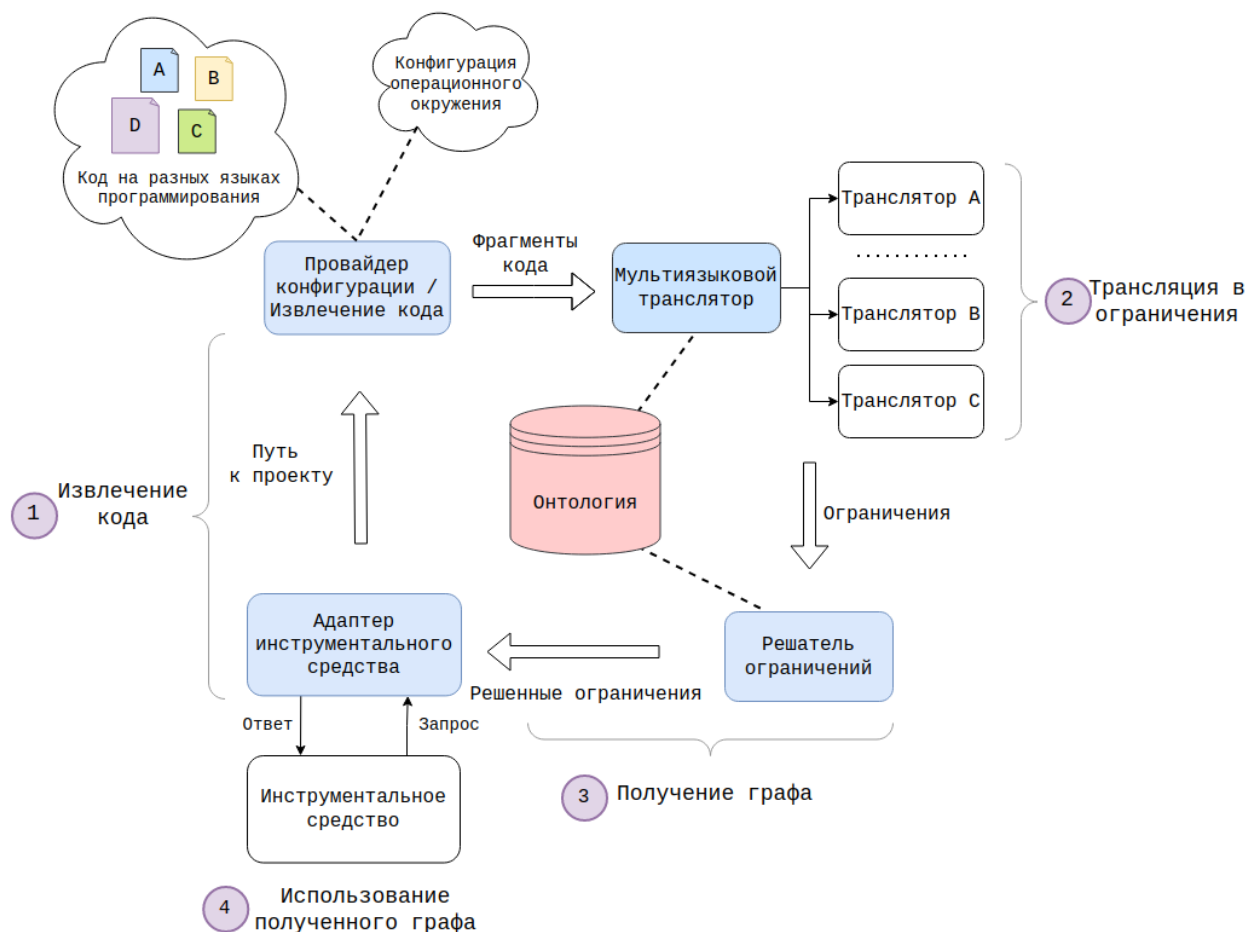 A
B
D
C
Код на разных языках
программирования
Конфигурация
операционного
окружения
Провайдер
конфигурации /
Извлечение кода
Фрагменты
кода
Мультиязыковой
транслятор
Транслятор A
............
Транслятор B
Транслятор C
2
Трансляция в
ограничения
Путь
к проекту
1
Извлечение
кода
Онтология
Ограничения
Адаптер
инструментального
средства
Решатель
ограничений
Решенные ограничения
Ответ
Запрос
Инструментальное
средство
3
Получение графа
4
Использование
полученного графа